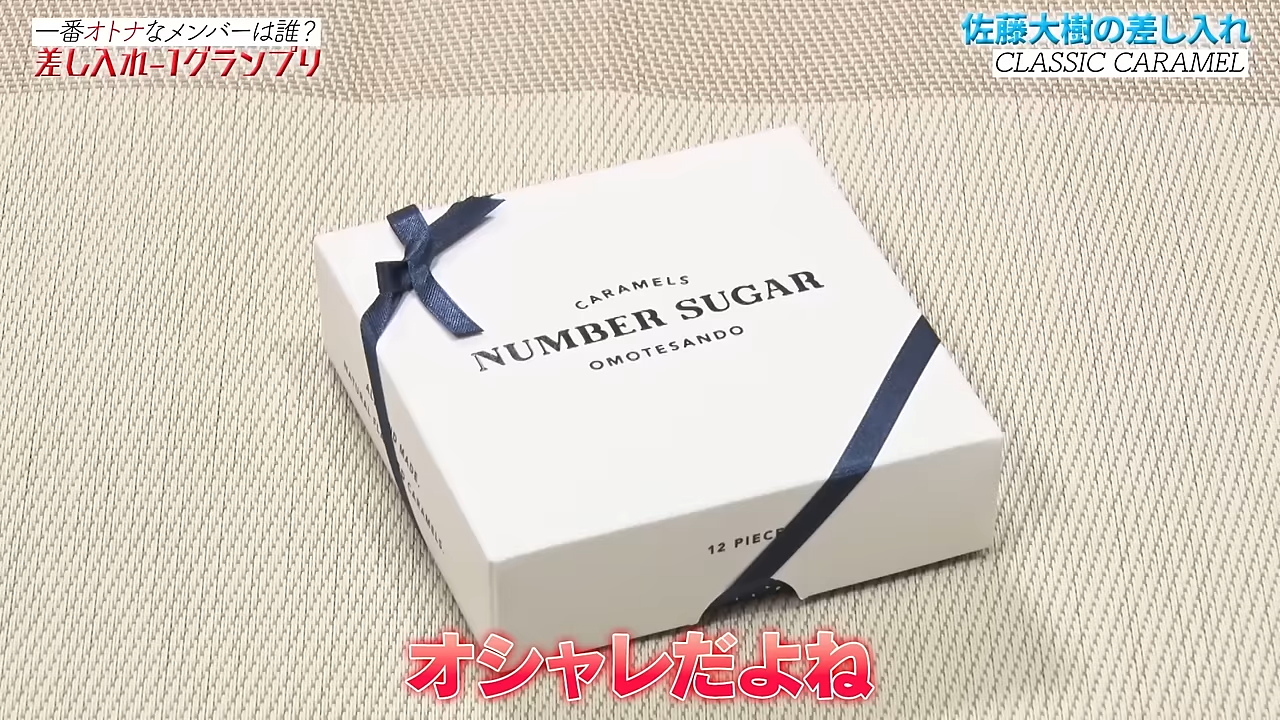 一番オトナなメンバーは誰？
差し入れ-1グランプリ
佐藤大樹の差し入れ
CLASSIC CARAMEL
CARAMELS
NUMBER SUGAR
OMOTESANDO
12
CARAMELS
オシャレだよね